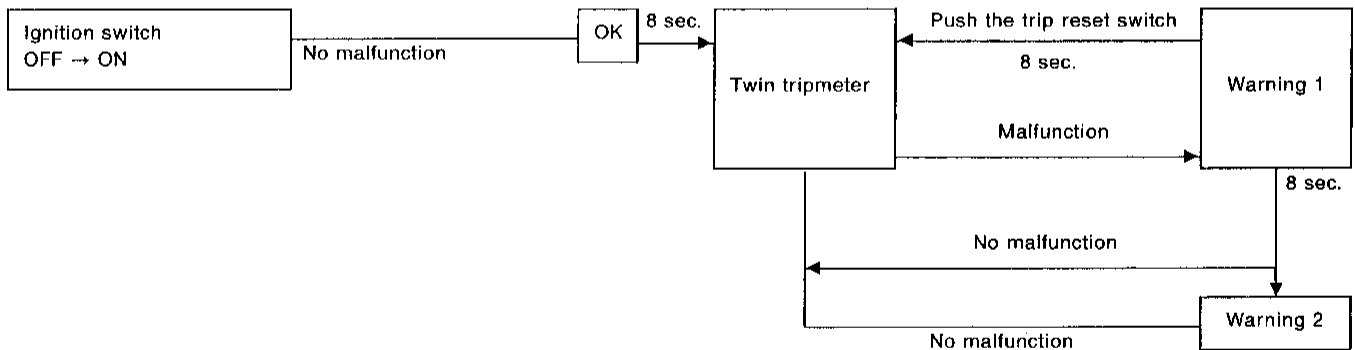 Ignition switch
OFF → ON
No malfunction
OK
8 sec.
Twin tripmeter
Push the trip reset switch
8 sec.
Malfunction
Warning 1
8 sec.
No malfunction
Warning 2
No malfunction